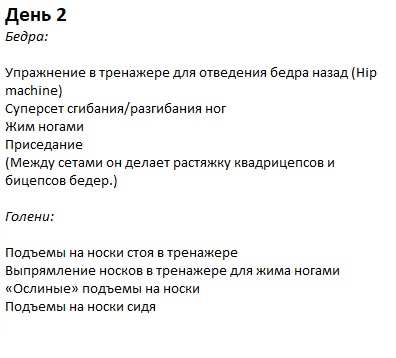 День 2
Бедра:
Упражнение в тренажере для отведения бедра назад (Hip
machine)
Суперсет сгибания/разгибания ног
Жим ногами
Приседание
(Между сетами он делает растяжку квадрицепсов и
бицепсов бедер.)
Голени:
Подъемы на носки стоя в тренажере
Выпрямление носков в тренажере для жима ногами
«Ослиные» подъемы на носки
Подъемы на носки сидя